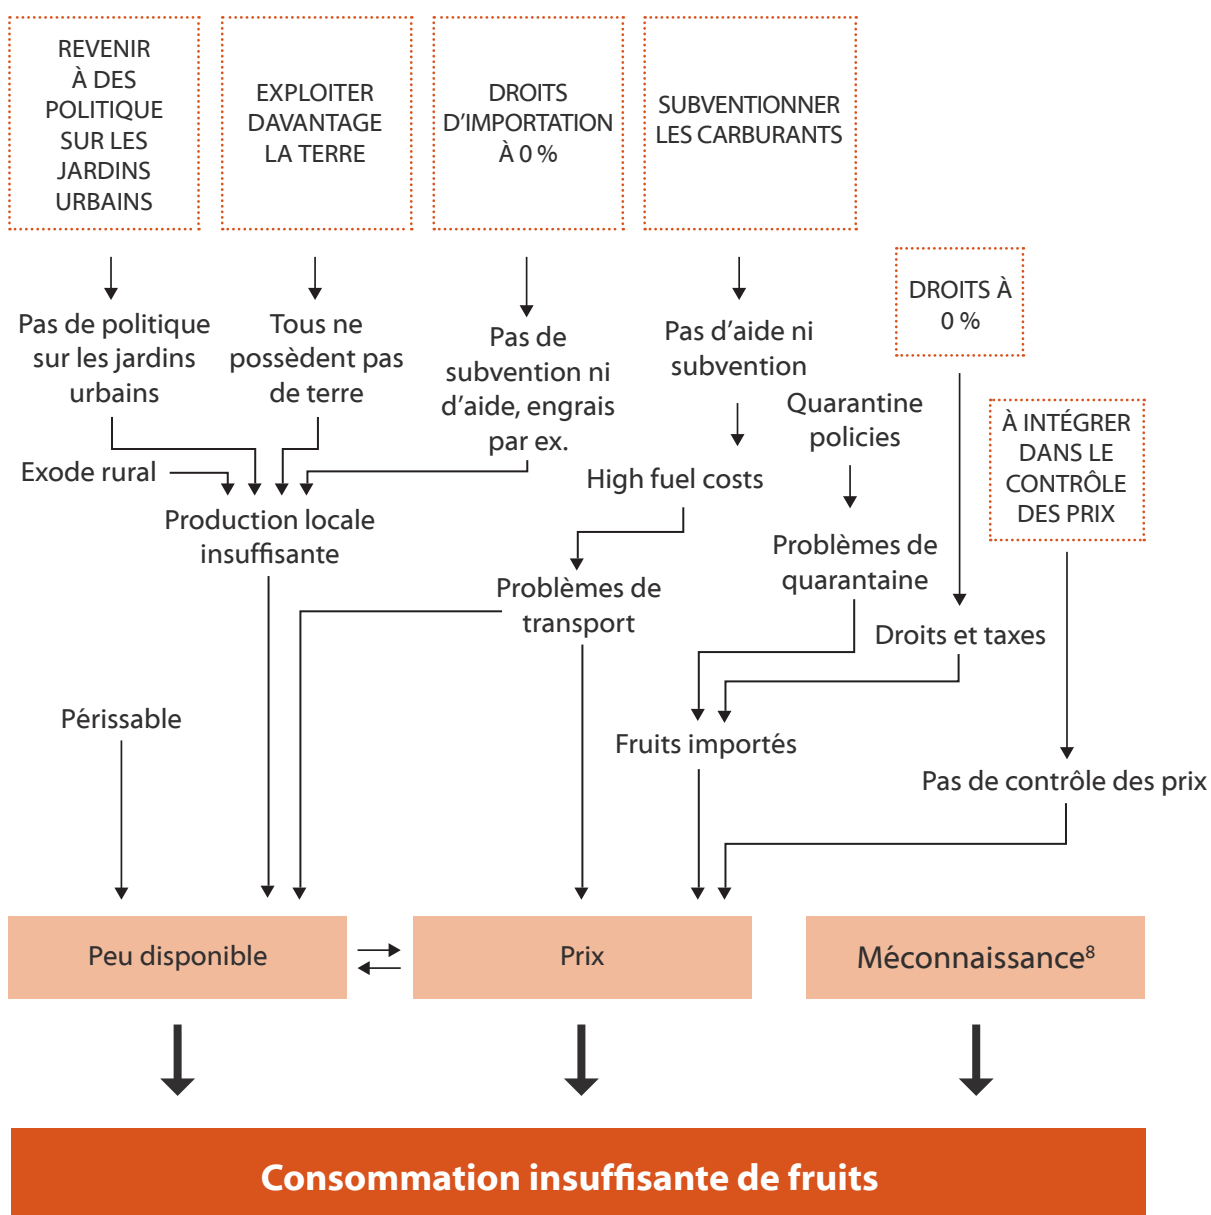 REVENIR
À DES
POLITIQUE
SUR LES
JARDINS
URBAINS
EXPLOITER
DAVANTAGE
LA TERRE
DROITS
D'IMPORTATION
À 0 %
SUBVENTIONNER
LES CARBURANTS
DROITS À
0 %
À INTÉGRER
DANS LE
CONTRÔLE
DES PRIX
Pas de politique
sur les jardins
urbains
Tous ne
possèdent pas
de terre
Pas de
subvention ni
d'aide, engrais
par ex.
Pas d'aide ni
subvention
Quarantine
policies
Exode rural
High fuel costs
Production locale
insuffisante
Problèmes de
quarantaine
Problèmes de
transport
Droits et taxes
Périssable
Fruits importés
Pas de contrôle des prix
Peu disponible
Prix
Méconnaissance⁸
Consommation insuffisante de fruits